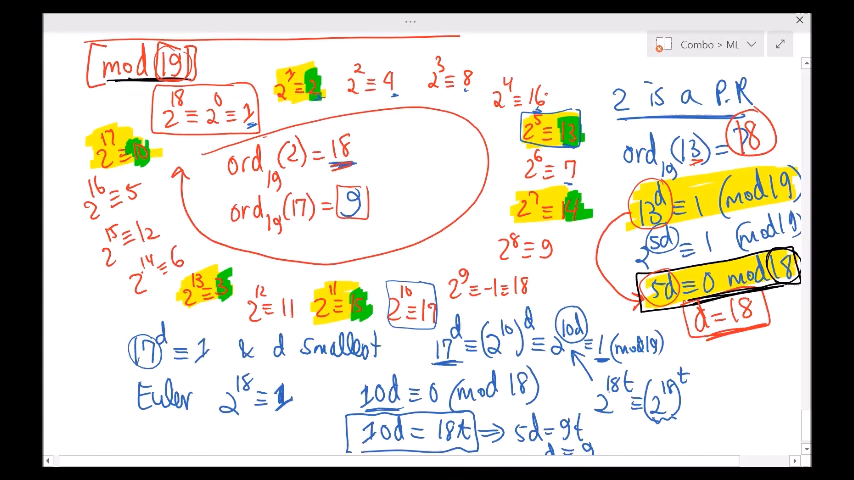 Combo > ML
mod 19
2^18 ≡ 2^0 ≡ 1
2^1 ≡ 2
2^2 ≡ 4
2^3 ≡ 8
2^4 ≡ 16
2^5 ≡ 13
2^6 ≡ 7
2^7 ≡ 14
2^8 ≡ 9
2^9 ≡ -1 ≡ 18
2^10 ≡ 17
2^11 ≡ 15
2^12 ≡ 11
2^13 ≡ 3
2^14 ≡ 6
2^15 ≡ 12
2^16 ≡ 5
2^17 ≡ 10
ord_19(2) = 18
ord_19(17) = 9
2 is a P.R
ord_19(13) = 18
13^d ≡ 1 (mod 19)
2^5d ≡ 1 (mod 19
5d ≡ 0 mod 18
d = 18
17^d ≡ 1 & d smallest
17^d ≡ (2^10)^d ≡ 2^10d ≡ 1 (mod 19)
Euler 2^18 ≡ 1
10d ≡ 0 (mod 18)
2^18t ≡ (2^18)^t
10d = 18t ⇒ 5d = 9t
d = 9